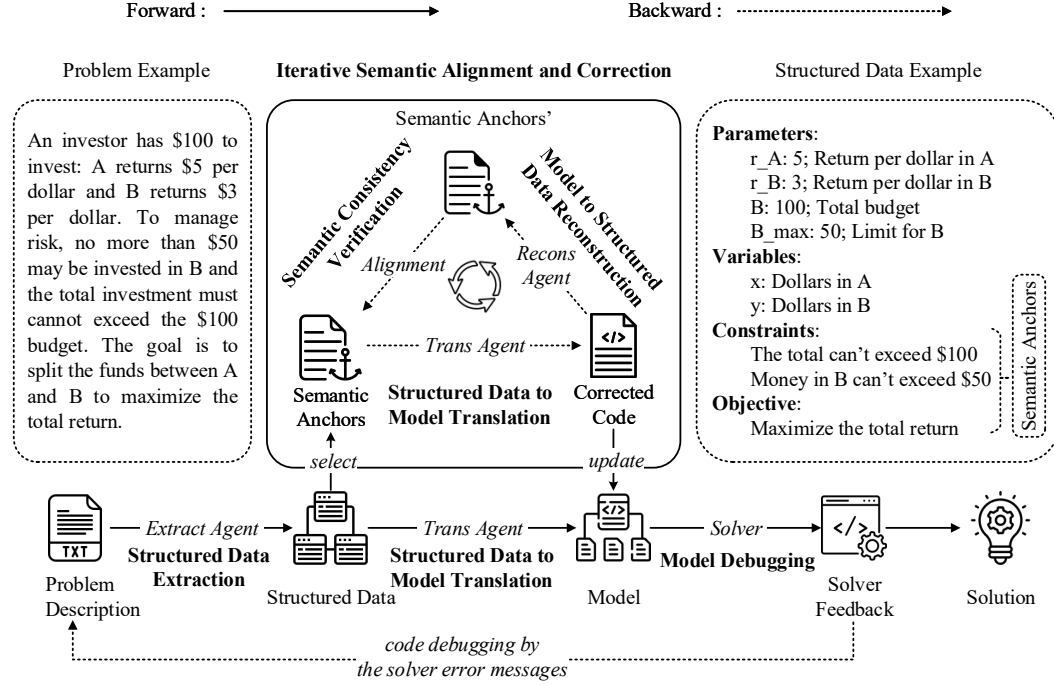 Forward :
Backward :
Problem Example
Iterative Semantic Alignment and Correction
Structured Data Example
An investor has $100 to
invest: A returns $5 per
dollar and B returns $3
per dollar. To manage
risk, no more than $50
may be invested in B and
the total investment must
cannot exceed the $100
budget. The goal is to
split the funds between A
and B to maximize the
total return.
Semantic Anchors'
Semantic Consistency
Verification
Model to Structured
Data Reconstruction
Alignment
Recons
Agent
Trans Agent
Semantic
Anchors
Structured Data to
Model Translation
</>
Corrected
Code
select
update
Parameters:
r_A: 5; Return per dollar in A
r_B: 3; Return per dollar in B
B: 100; Total budget
B_max: 50; Limit for B
Variables:
x: Dollars in A
y: Dollars in B
Constraints:
The total can't exceed $100
Money in B can't exceed $50
Objective:
Maximize the total return
Semantic Anchors
TXT
Extract Agent
Structured Data
Extraction
Trans Agent
Structured Data to
Model Translation
</>
Solver
Model Debugging
</>
Problem
Description
Structured Data
Model
Solver
Feedback
Solution
code debugging by
the solver error messages